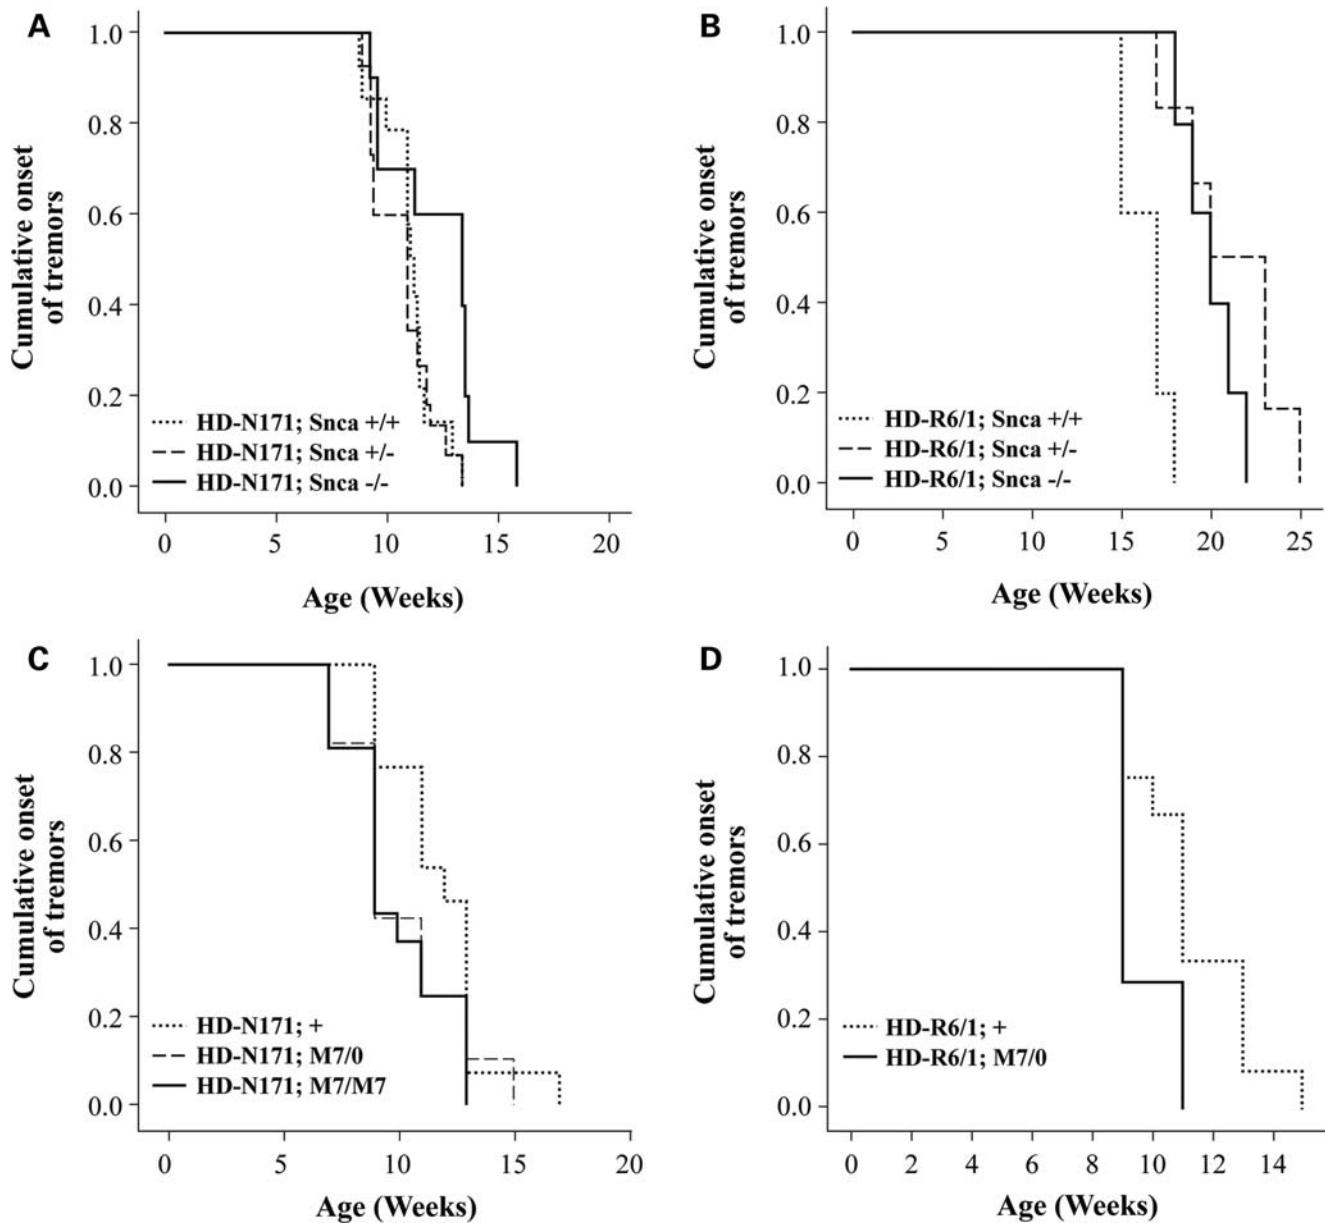 A
1.0
0.8
0.6
0.4
0.2
0.0
Cumulative onset
of tremors
HD-N171; Snca +/+
HD-N171; Snca +/-
HD-N171; Snca -/-
0 5 10 15 20
Age (Weeks)
B
1.0
0.8
0.6
0.4
0.2
0.0
Cumulative onset
of tremors
HD-R6/1; Snca +/+
HD-R6/1; Snca +/-
HD-R6/1; Snca -/-
0 5 10 15 20 25
Age (Weeks)
C
1.0
0.8
0.6
0.4
0.2
0.0
Cumulative onset
of tremors
HD-N171; +
HD-N171; M7/0
HD-N171; M7/M7
0 5 10 15 20
Age (Weeks)
D
1.0
0.8
0.6
0.4
0.2
0.0
Cumulative onset
of tremors
HD-R6/1; +
HD-R6/1; M7/0
0 2 4 6 8 10 12 14
Age (Weeks)